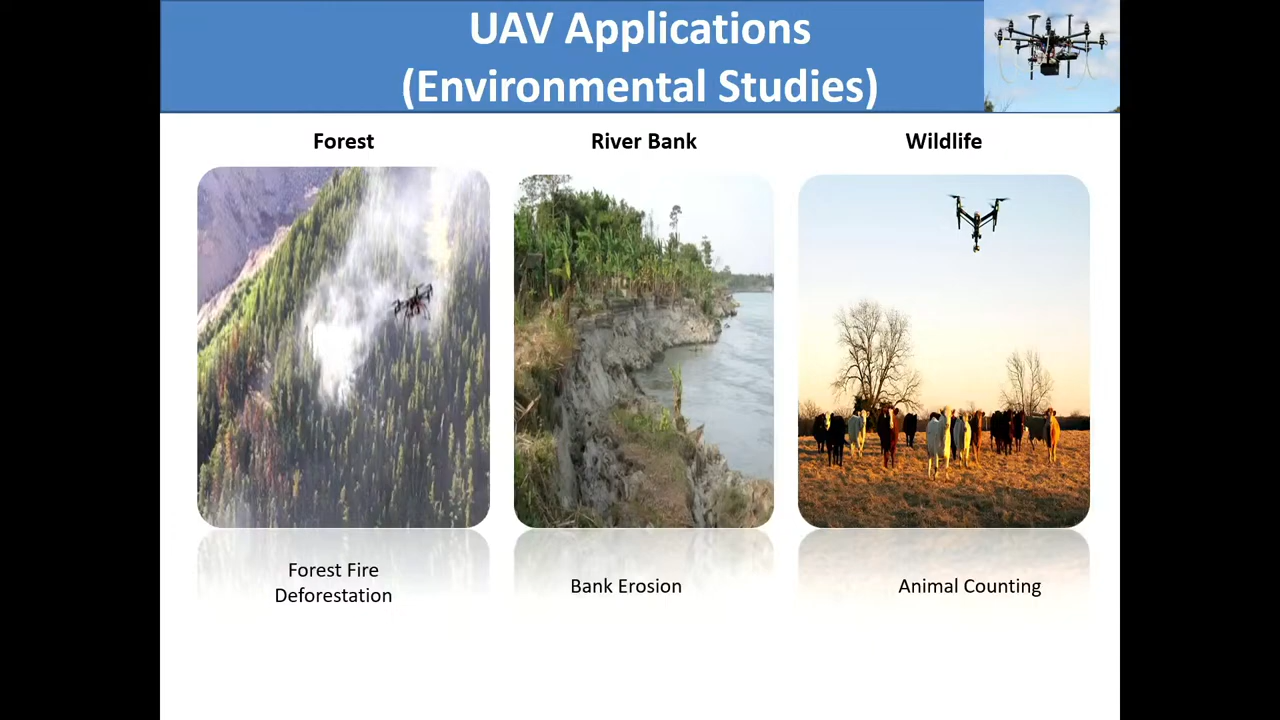 UAV Applications
(Environmental Studies)
Forest
River Bank
Wildlife
Forest Fire
Deforestation
Bank Erosion
Animal Counting